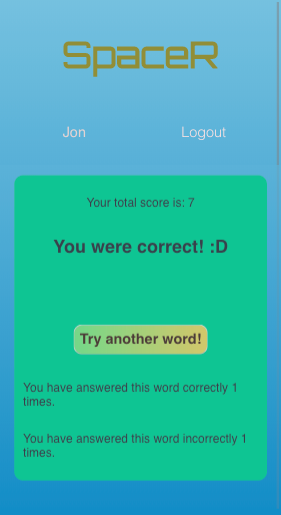 SpaceR
Jon Logout
Your total score is: 7
You were correct! :D
Try another word!
You have answered this word correctly 1
times.
You have answered this word incorrectly 1
times.